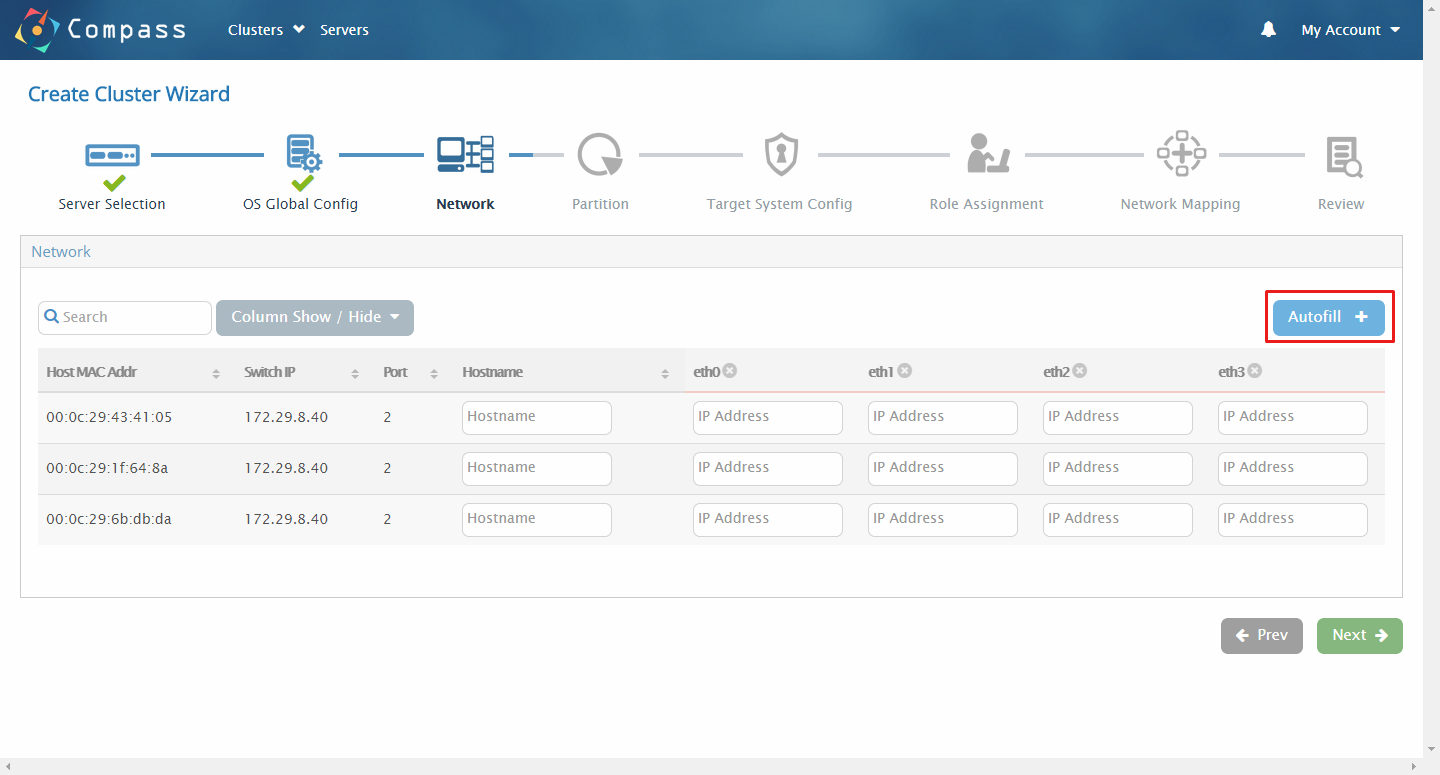 Compass Clusters Servers My Account
Create Cluster Wizard
Server Selection OS Global Config Network Partition Target System Config Role Assignment Network Mapping Review
Network
Search Column Show / Hide Autofill
Host MAC Addr Switch IP Port Hostname eth0 eth1 eth2 eth3
00:0c:29:43:41:05 172.29.8.40 2 Hostname IP Address IP Address IP Address IP Address
00:0c:29:1f:64:8a 172.29.8.40 2 Hostname IP Address IP Address IP Address IP Address
00:0c:29:6b:db:da 172.29.8.40 2 Hostname IP Address IP Address IP Address IP Address
Prev Next